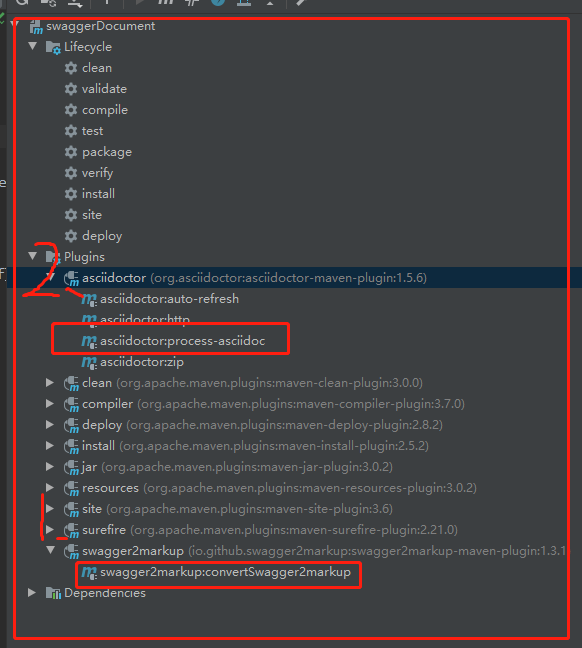 swaggerDocument
Lifecycle
clean
validate
compile
test
package
verify
install
site
deploy
Plugins
asciidoctor (org.asciidoctor:asciidoctor-maven-plugin:1.5.6)
asciidoctor:auto-refresh
asciidoctor:http
asciidoctor:process-asciidoc
asciidoctor:zip
clean (org.apache.maven.plugins:maven-clean-plugin:3.0.0)
compiler (org.apache.maven.plugins:maven-compiler-plugin:3.7.0)
deploy (org.apache.maven.plugins:maven-deploy-plugin:2.8.2)
install (org.apache.maven.plugins:maven-install-plugin:2.5.2)
jar (org.apache.maven.plugins:maven-jar-plugin:3.0.2)
resources (org.apache.maven.plugins:maven-resources-plugin:3.0.2)
site (org.apache.maven.plugins:maven-site-plugin:3.6)
surefire (org.apache.maven.plugins:maven-surefire-plugin:2.21.0)
swagger2markup (io.github.swagger2markup:swagger2markup-maven-plugin:1.3.1
swagger2markup:convertSwagger2markup
Dependencies
2